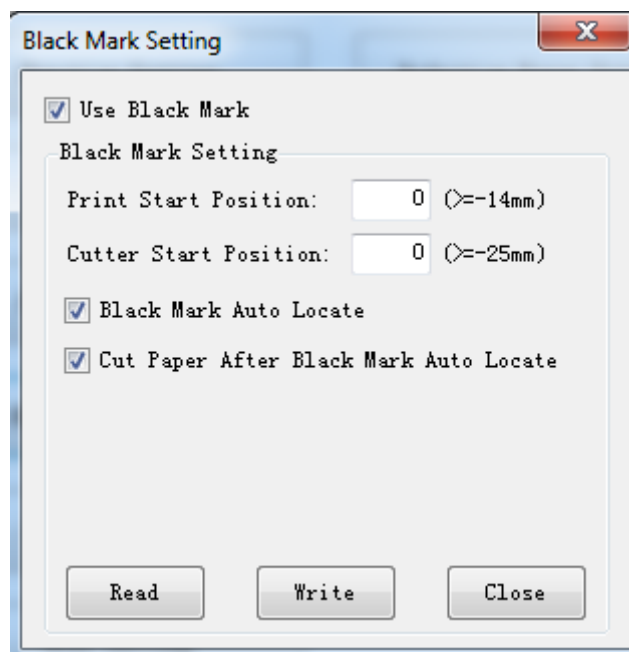 Black Mark Setting
Use Black Mark
Black Mark Setting
Print Start Position: 0 (>=-14mm)
Cutter Start Position: 0 (>=-25mm)
Black Mark Auto Locate
Cut Paper After Black Mark Auto Locate
Read Write Close